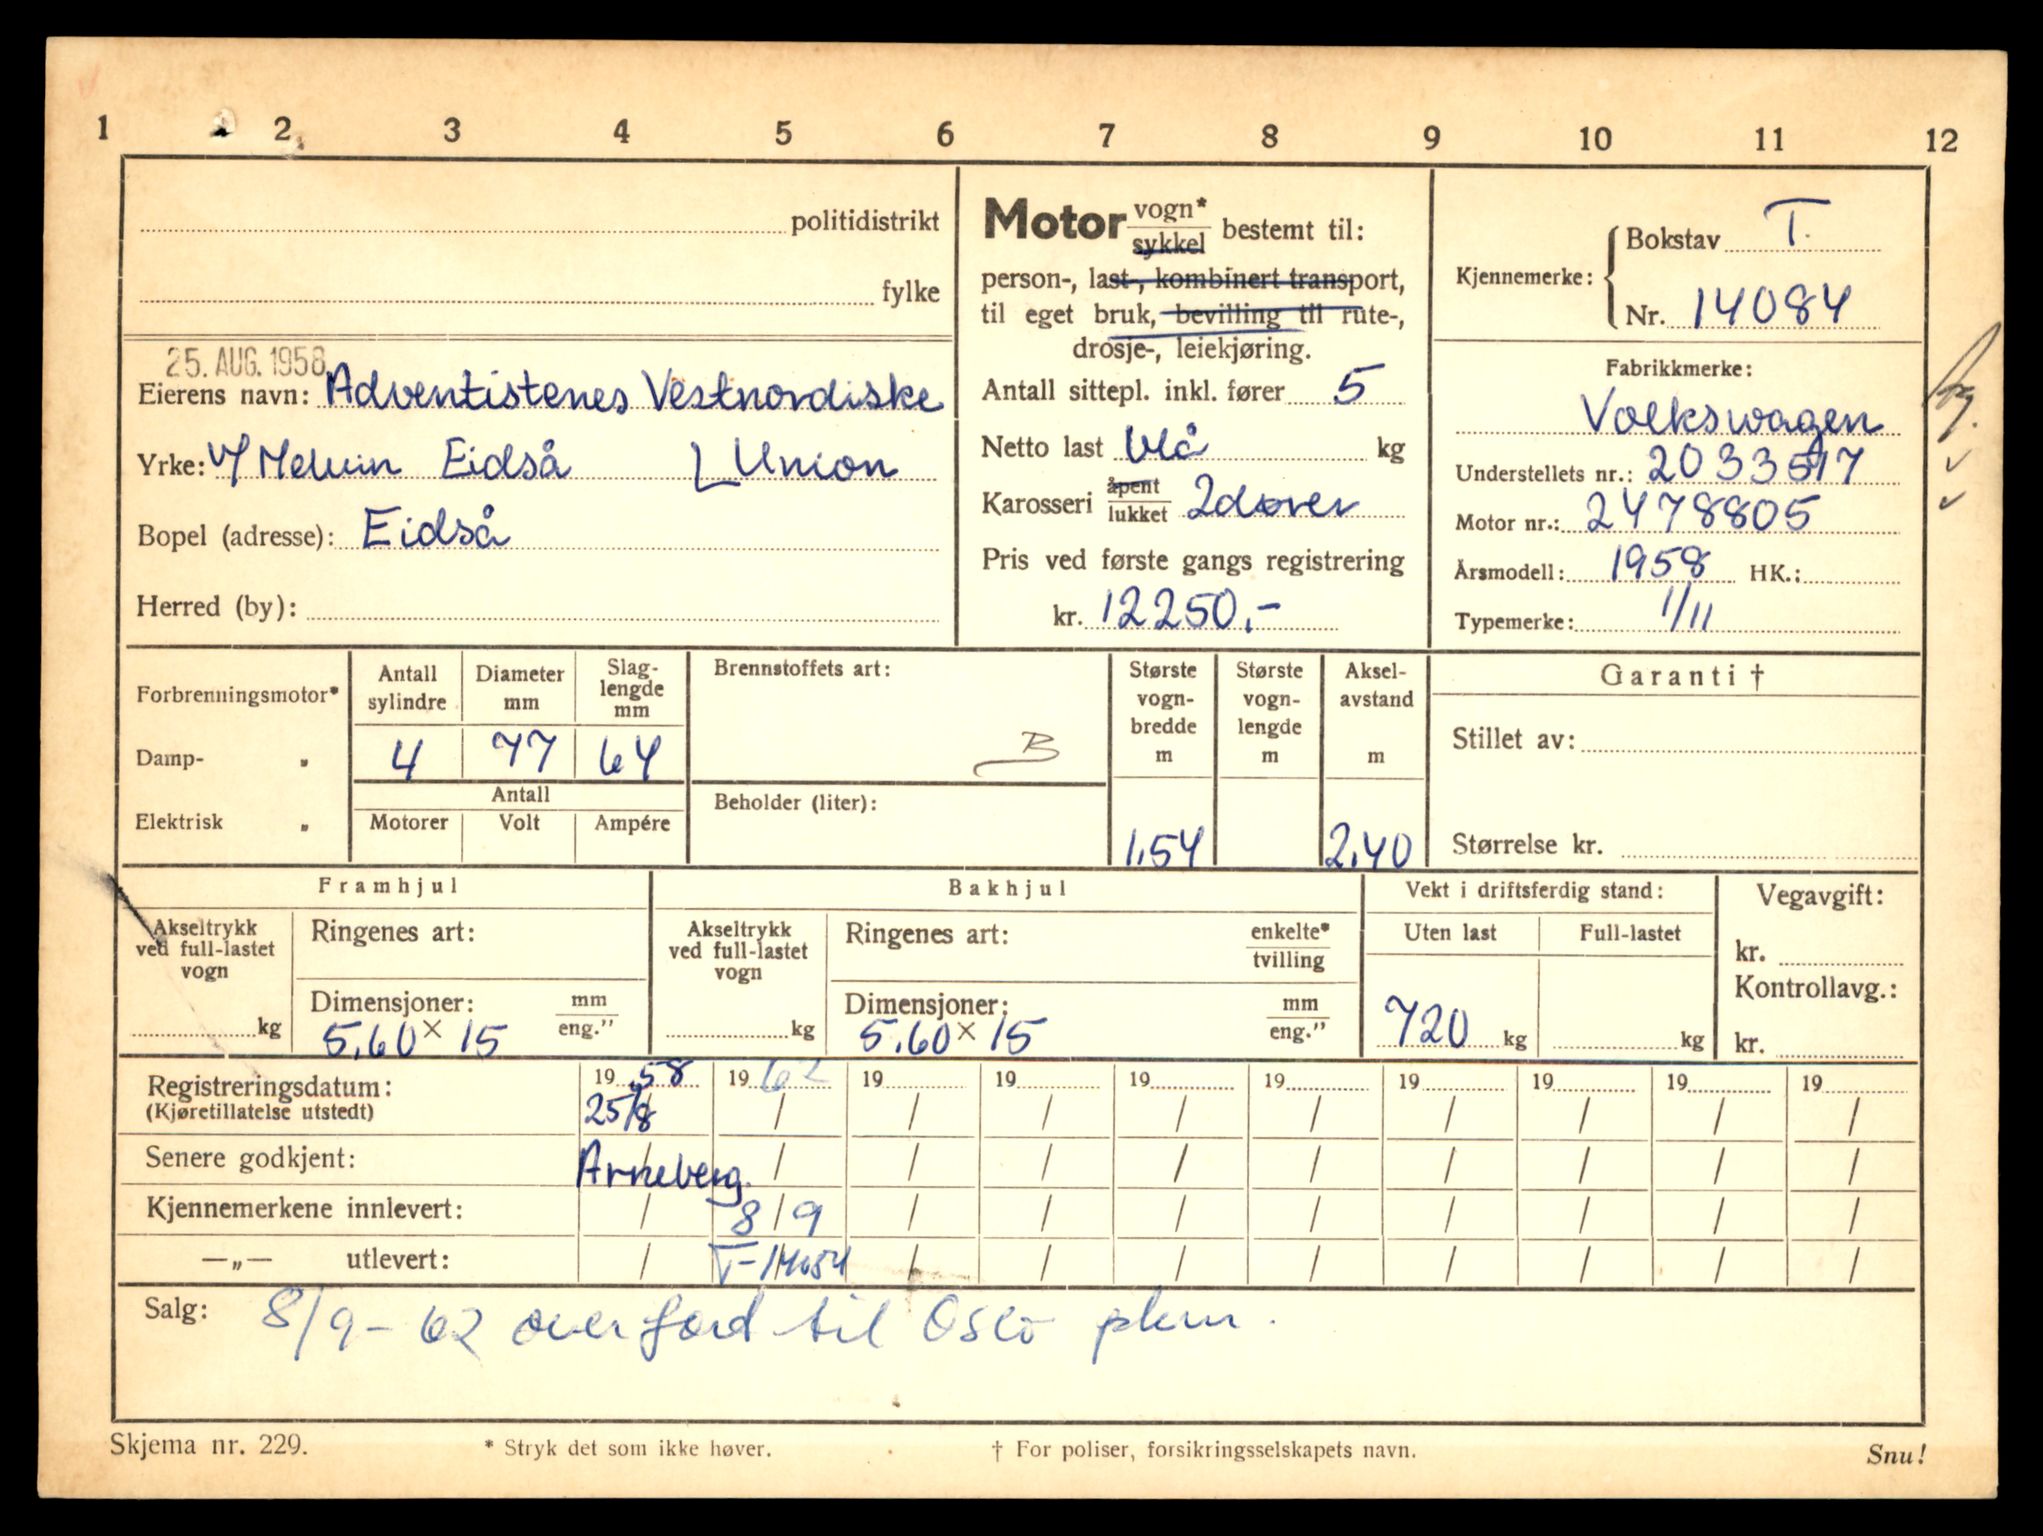 1 2 3 4 5 6 7 8 9 10 11 12
politidistrikt
fylke
25. AUG. 1958
Eierens navn: Adventistenes Vestnordiske
Yrke: v/ Melvin Eidså Union
Bopel (adresse): Eidså
Herred (by):
Motor vogn* sykkel bestemt til:
person-, last-, kombinert transport,
til eget bruk, bevilling til rute-,
drosje-, leiekjøring.
Antall sittepl. inkl. fører 5
Netto last blå kg
Karosseri åpent lukket 2dører
Pris ved første gangs registrering
kr. 12250,-
Kjennemerke: Bokstav T.
Nr. 14084
Fabrikkmerke:
Volkswagen
Understellets nr.: 2033517
Motor nr.: 2478805
Årsmodell: 1958 HK.:
Typemerke: 1/11
Forbrenningsmotor*
Damp- „
Elektrisk „
Antall sylindre Diameter mm Slag-lengde mm
4 77 64
Antall
Motorer Volt Ampére
Brennstoffets art:
B
Beholder (liter):
Største vogn-bredde m
1,54
Største vogn-lengde m
Aksel-avstand m
2,40
Garanti †
Stillet av:
Størrelse kr.
Framhjul
Akseltrykk ved full-lastet vogn
kg
Ringenes art:
Dimensjoner: mm eng.”
5,60 × 15
Bakhjul
Akseltrykk ved full-lastet vogn
kg
Ringenes art: enkelte* tvilling
Dimensjoner: mm eng.”
5.60 × 15
Vekt i driftsferdig stand:
Uten last Full-lastet
720 kg kg
Vegavgift:
kr.
Kontrollavg.:
kr.
Registreringsdatum: 19 58 19 62 19 19 19 19 19 19 19 19
(Kjøretillatelse utstedt) 25/8 / / / / / / / / /
Senere godkjent: Arneberg / / / / / / / / /
Kjennemerkene innlevert: / 8/9 / / / / / / / /
—„— utlevert: / T-14654 / / / / / / / /
Salg: 8/9-62 overførd til Oslo pkm.
Skjema nr. 229. * Stryk det som ikke høver. † For poliser, forsikringsselskapets navn. Snu!